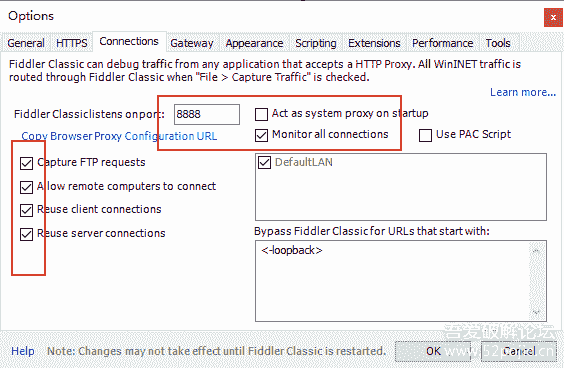 Options
General HTTPS Connections Gateway Appearance Scripting Extensions Performance Tools
Fiddler Classic can debug traffic from any application that accepts a HTTP Proxy. All WinINET traffic is
routed through Fiddler Classic when "File > Capture Traffic" is checked.
Learn more...
Fiddler Classic listens on port: 8888 Act as system proxy on startup
Copy Browser Proxy Configuration URL Monitor all connections Use PAC Script
Capture FTP requests DefaultLAN
Allow remote computers to connect
Reuse client connections
Reuse server connections
Bypass Fiddler Classic for URLs that start with:
<-loopback>
吾爱破解论坛
Help Note: Changes may not take effect until Fiddler Classic is restarted. OK Cancel
www.52pojie.cn